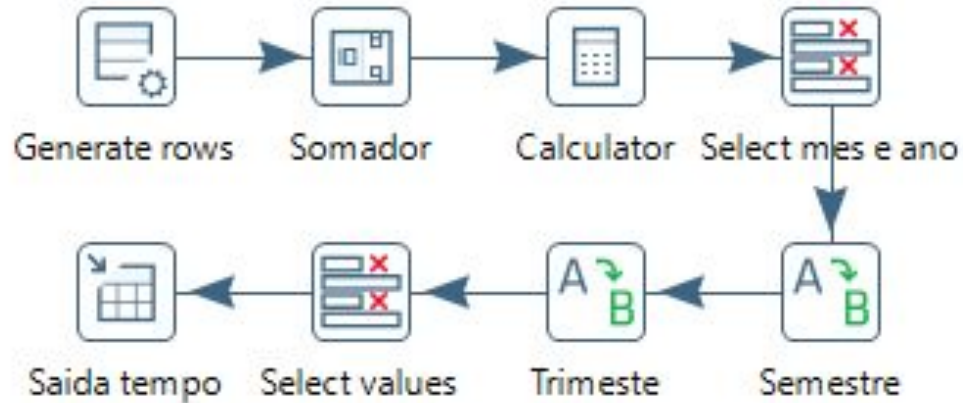 Generate rows
Somador
Calculator
Select mes e ano
A
B
A
B
Saida tempo
Select values
Trimeste
Semestre